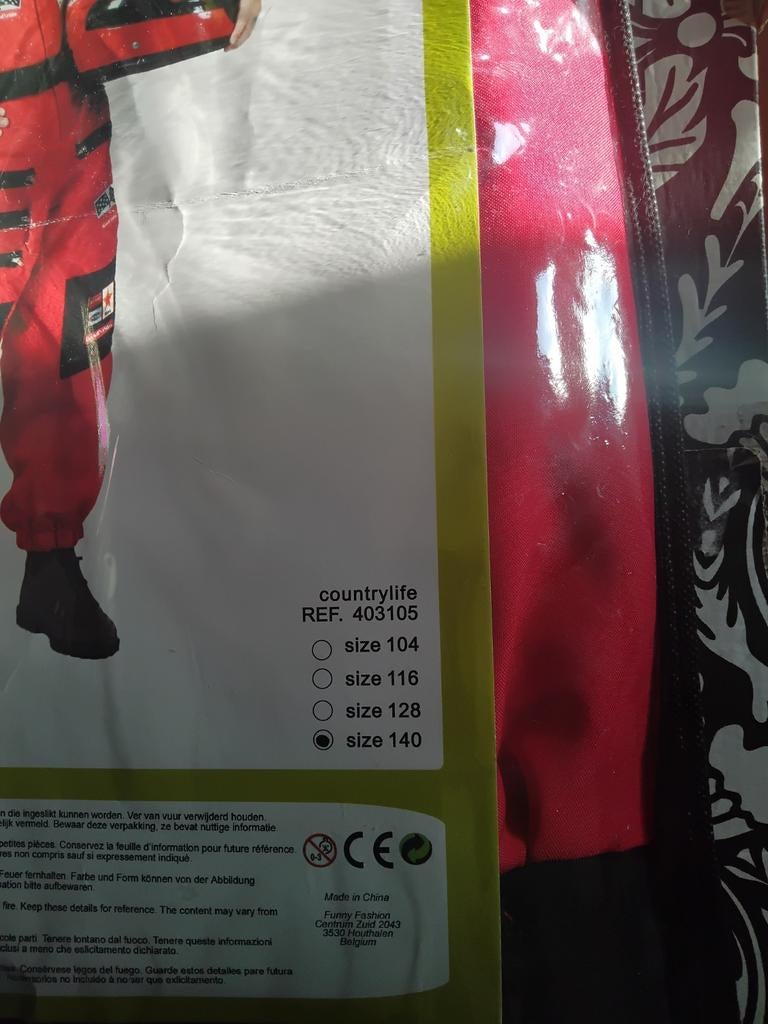 countrylife
REF. 403105
size 104
size 116
size 128
size 140
n die ingeslikt kunnen worden. Ver van vuur verwijderd houden.
lijk vermeld. Bewaar deze verpakking, ze bevat nuttige informatie.
petites pièces. Conservez la feuille d'information pour future référence.
res non compris sauf si expressement indiqué.
Feuer fernhalten. Farbe und Form können von der Abbildung
ation bitte aufbewaren.
fire. Keep these details for reference. The content may vary from
cole parti. Tenere lontano dal fuoco. Tenere queste informazioni
clusi a meno che eslicitamento dichiarato.
Consérvese legos del fuego. Guarde estos detalles pare futura
no incluido à no ser que exlicitamento.
0-3
CE
Made in China
Funny Fashion
Centrum Zuid 2043
3530 Houthalen
Belgium